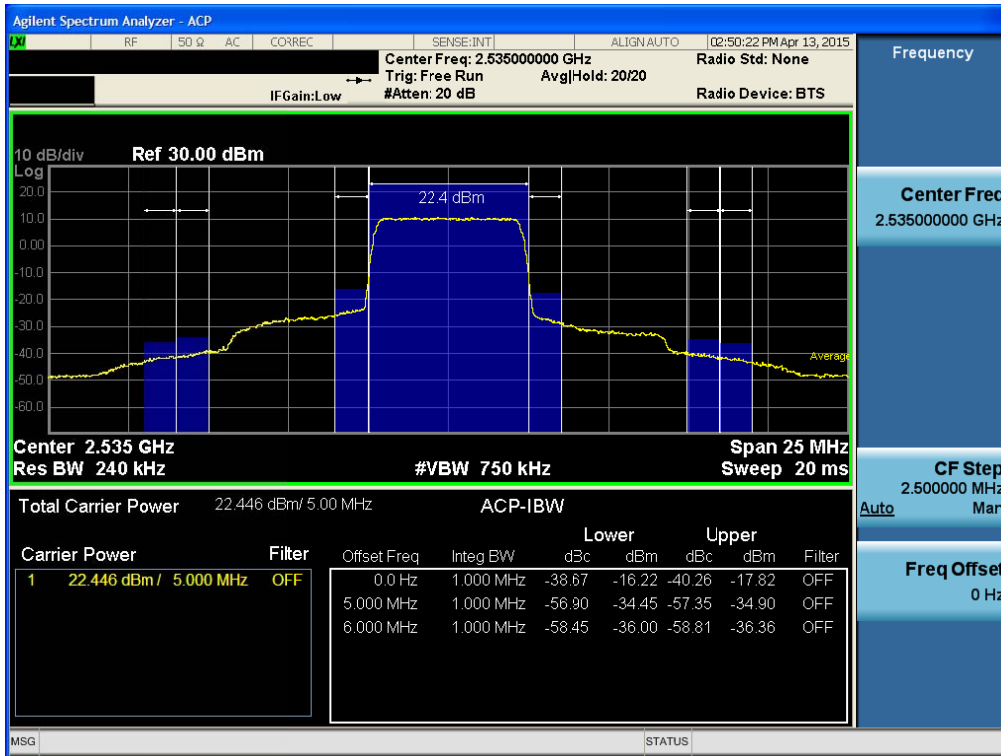 Agilent Spectrum Analyzer - ACP
LXI RF 50 Ω AC CORREC SENSE:INT ALIGN AUTO 02:50:22 PM Apr 13, 2015
Center Freq: 2.535000000 GHz Radio Std: None
Trig: Free Run Avg|Hold: 20/20
IFGain:Low #Atten: 20 dB Radio Device: BTS
10 dB/div Ref 30.00 dBm
Log
20.0
22.4 dBm
10.0
0.00
-10.0
-20.0
-30.0
-40.0
Average
-50.0
-60.0
Center 2.535 GHz Span 25 MHz
Res BW 240 kHz #VBW 750 kHz Sweep 20 ms
Total Carrier Power 22.446 dBm/ 5.00 MHz ACP-IBW
Lower Upper
Carrier Power Filter Offset Freq Integ BW dBc dBm dBc dBm Filter
1 22.446 dBm / 5.000 MHz OFF 0.0 Hz 1.000 MHz -38.67 -16.22 -40.26 -17.82 OFF
5.000 MHz 1.000 MHz -56.90 -34.45 -57.35 -34.90 OFF
6.000 MHz 1.000 MHz -58.45 -36.00 -58.81 -36.36 OFF
MSG STATUS
Frequency
Center Freq
2.535000000 GHz
CF Step
2.500000 MHz
Auto Man
Freq Offset
0 Hz